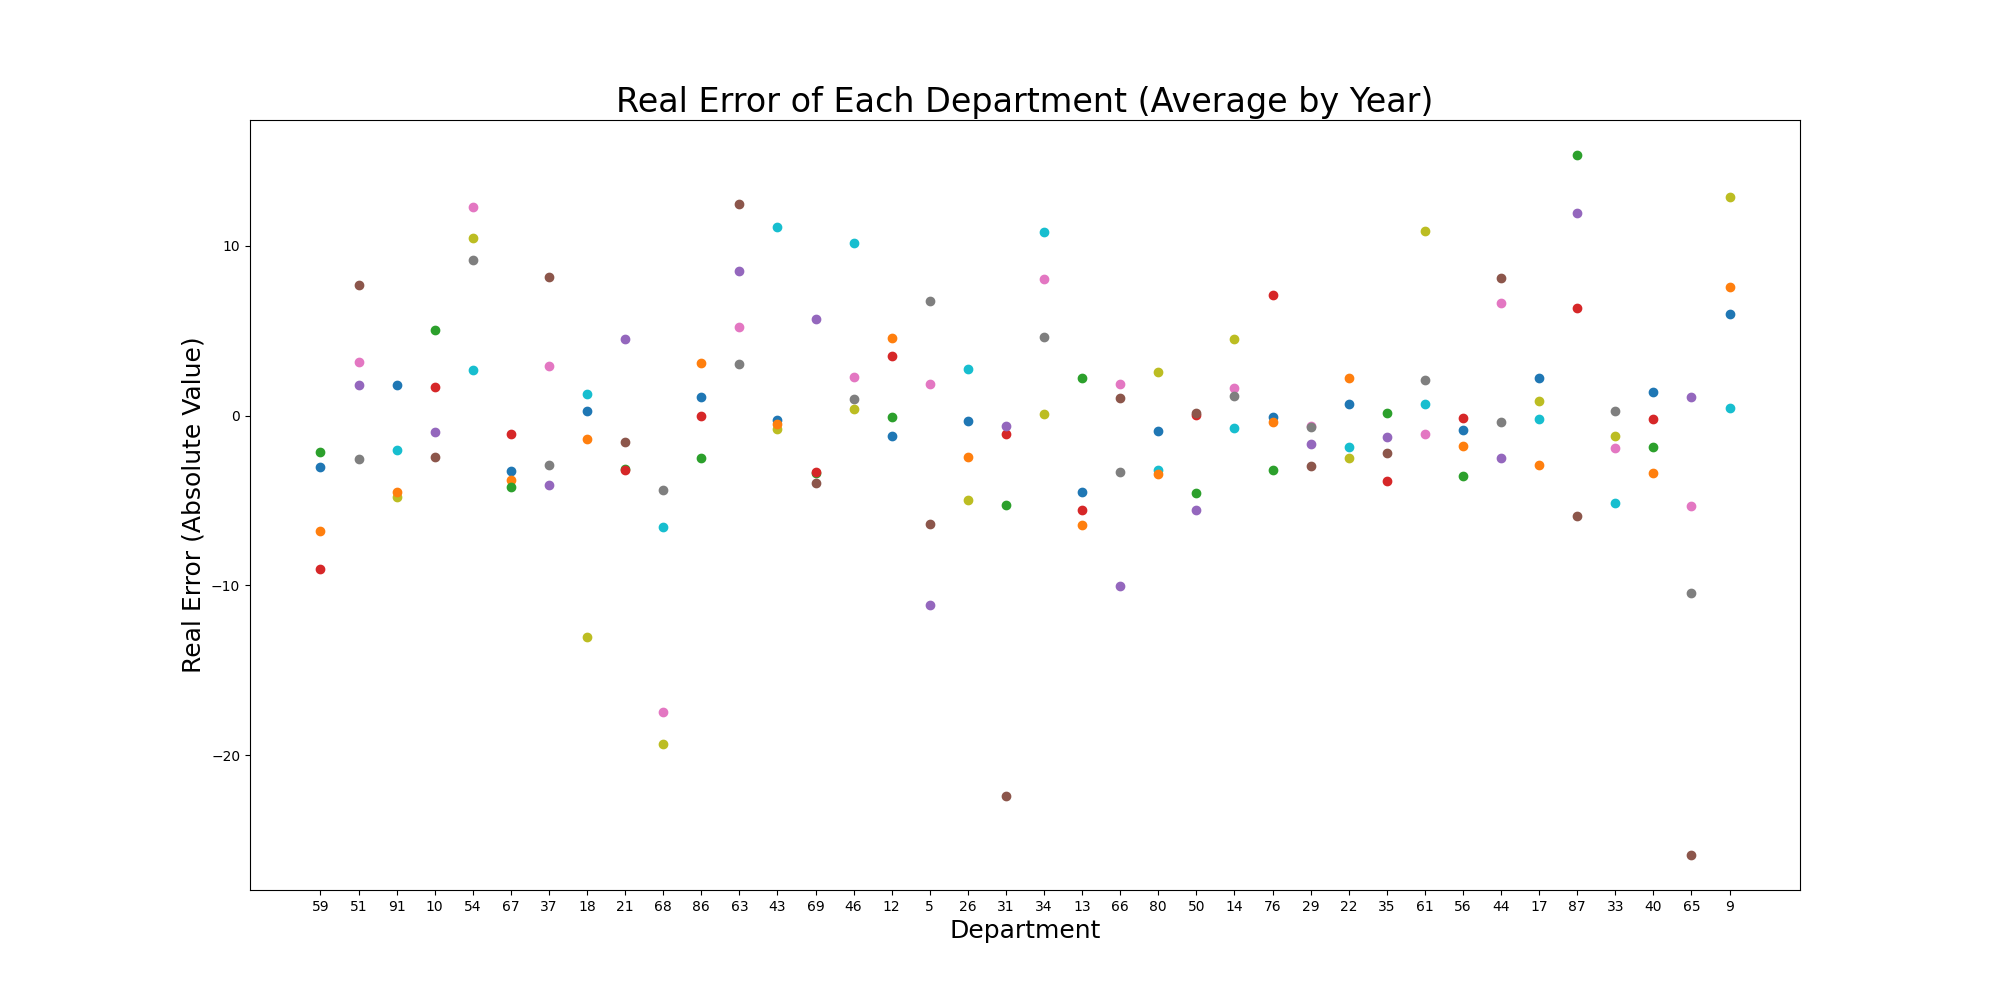 Real Error of Each Department (Average by Year)
Real Error (Absolute Value)
10
0
−10
−20
59 51 91 10 54 67 37 18 21 68 86 63 43 69 46 12 5 26 31 34 13 66 80 50 14 76 29 22 35 61 56 44 17 87 33 40 65 9
Department